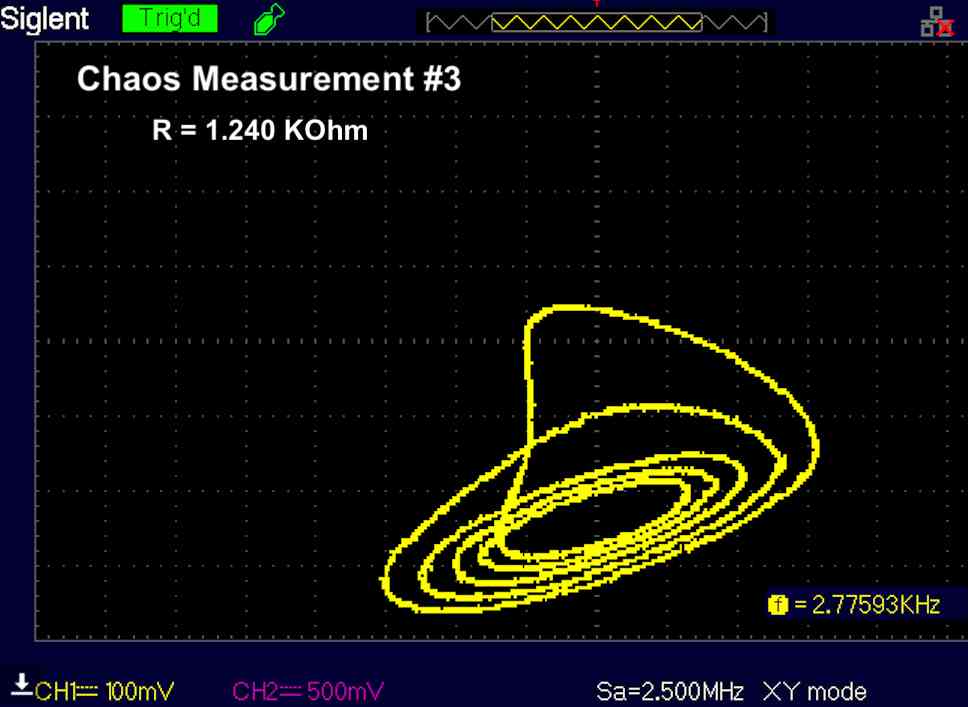 Siglent Trig'd
Chaos Measurement #3
R = 1.240 KOhm
f = 2.77593KHz
CH1 100mV CH2 500mV Sa=2.500MHz XY mode